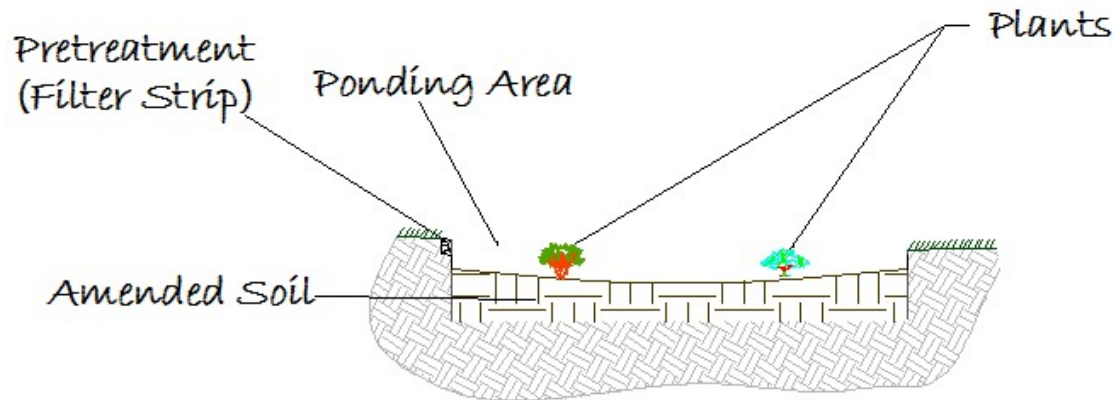 Pretreatment
(Filter Strip)
Ponding Area
Plants
Amended Soil